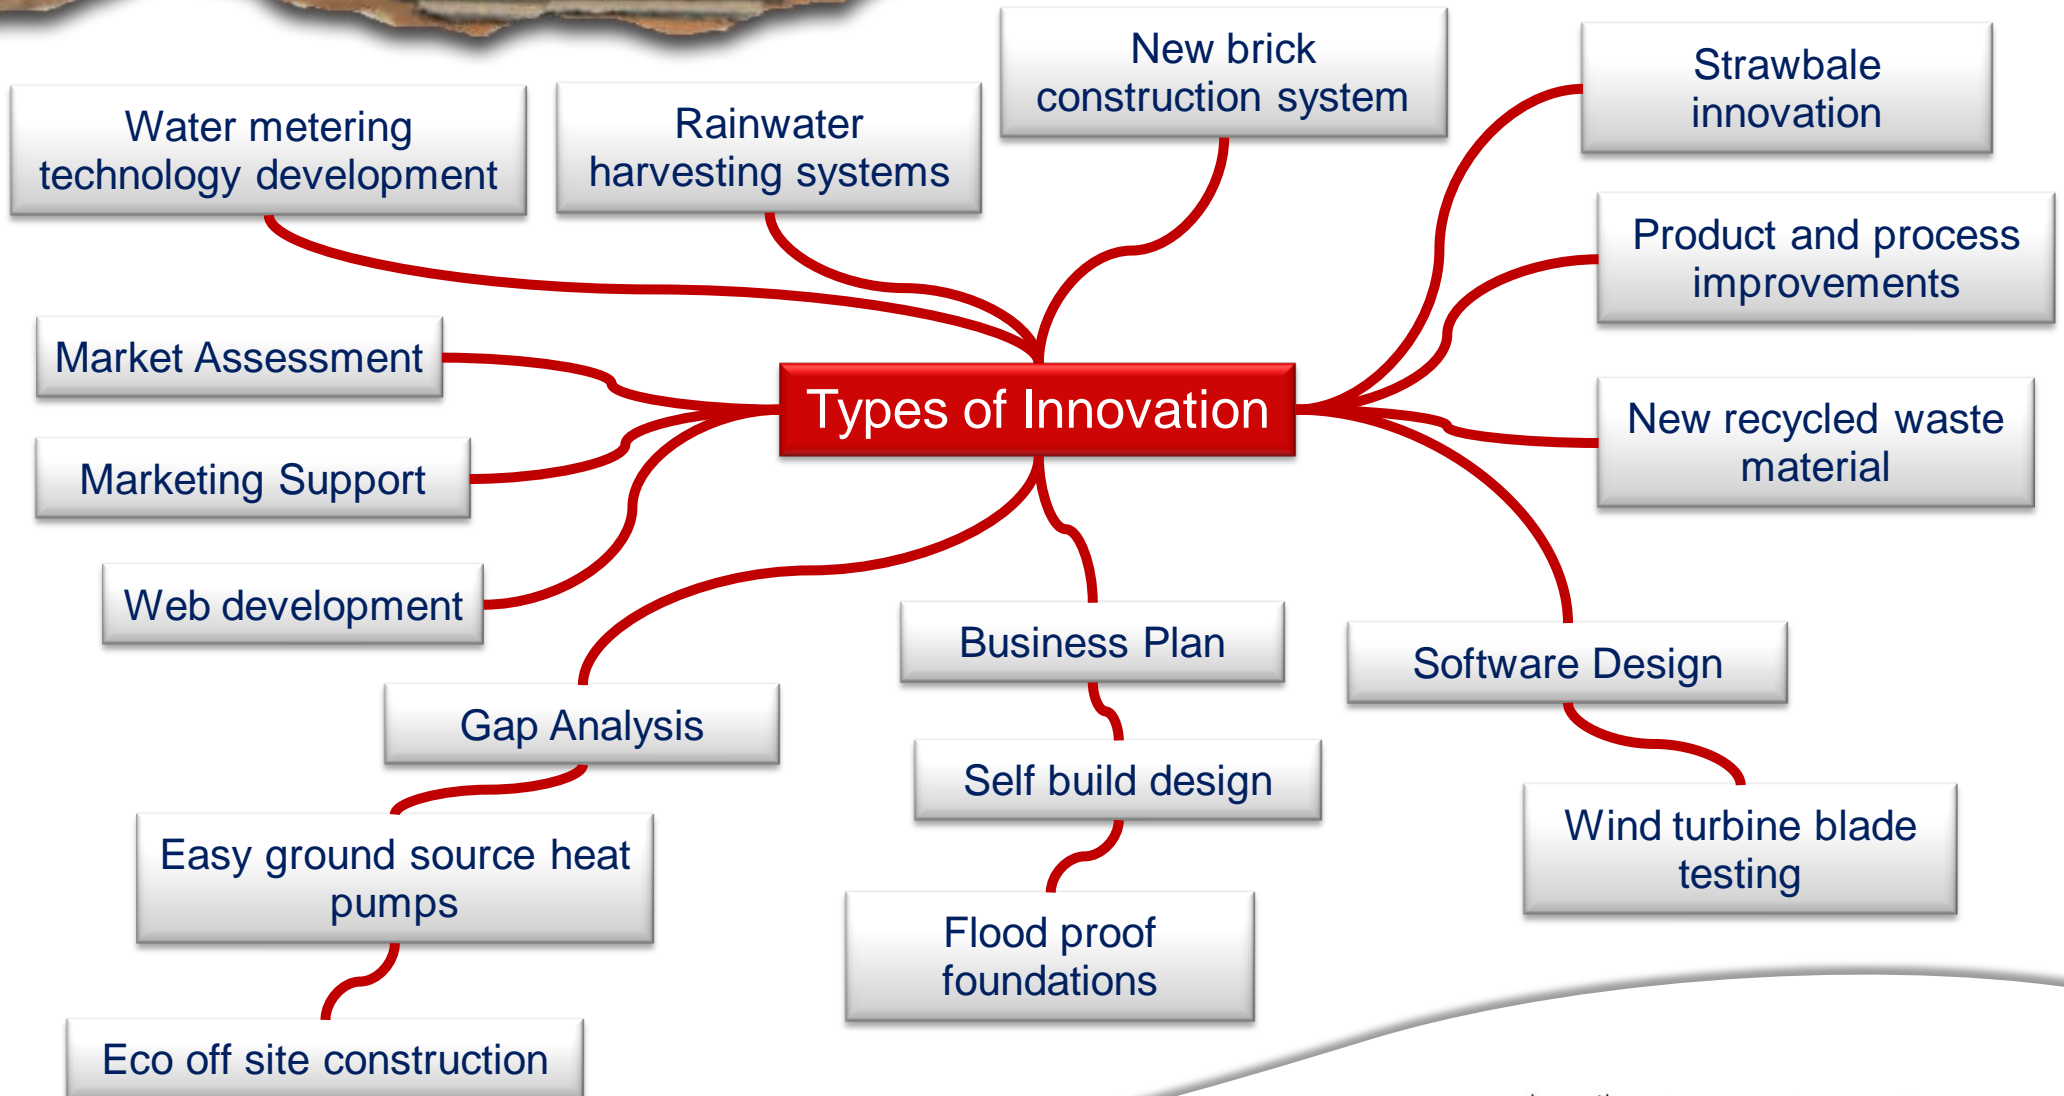 New brick
construction system
Strawbale
innovation
Water metering
technology development
Rainwater
harvesting systems
Product and process
improvements
Market Assessment
Types of Innovation
New recycled waste
material
Marketing Support
Web development
Business Plan
Software Design
Gap Analysis
Self build design
Easy ground source heat
pumps
Wind turbine blade
testing
Flood proof
foundations
Eco off site construction